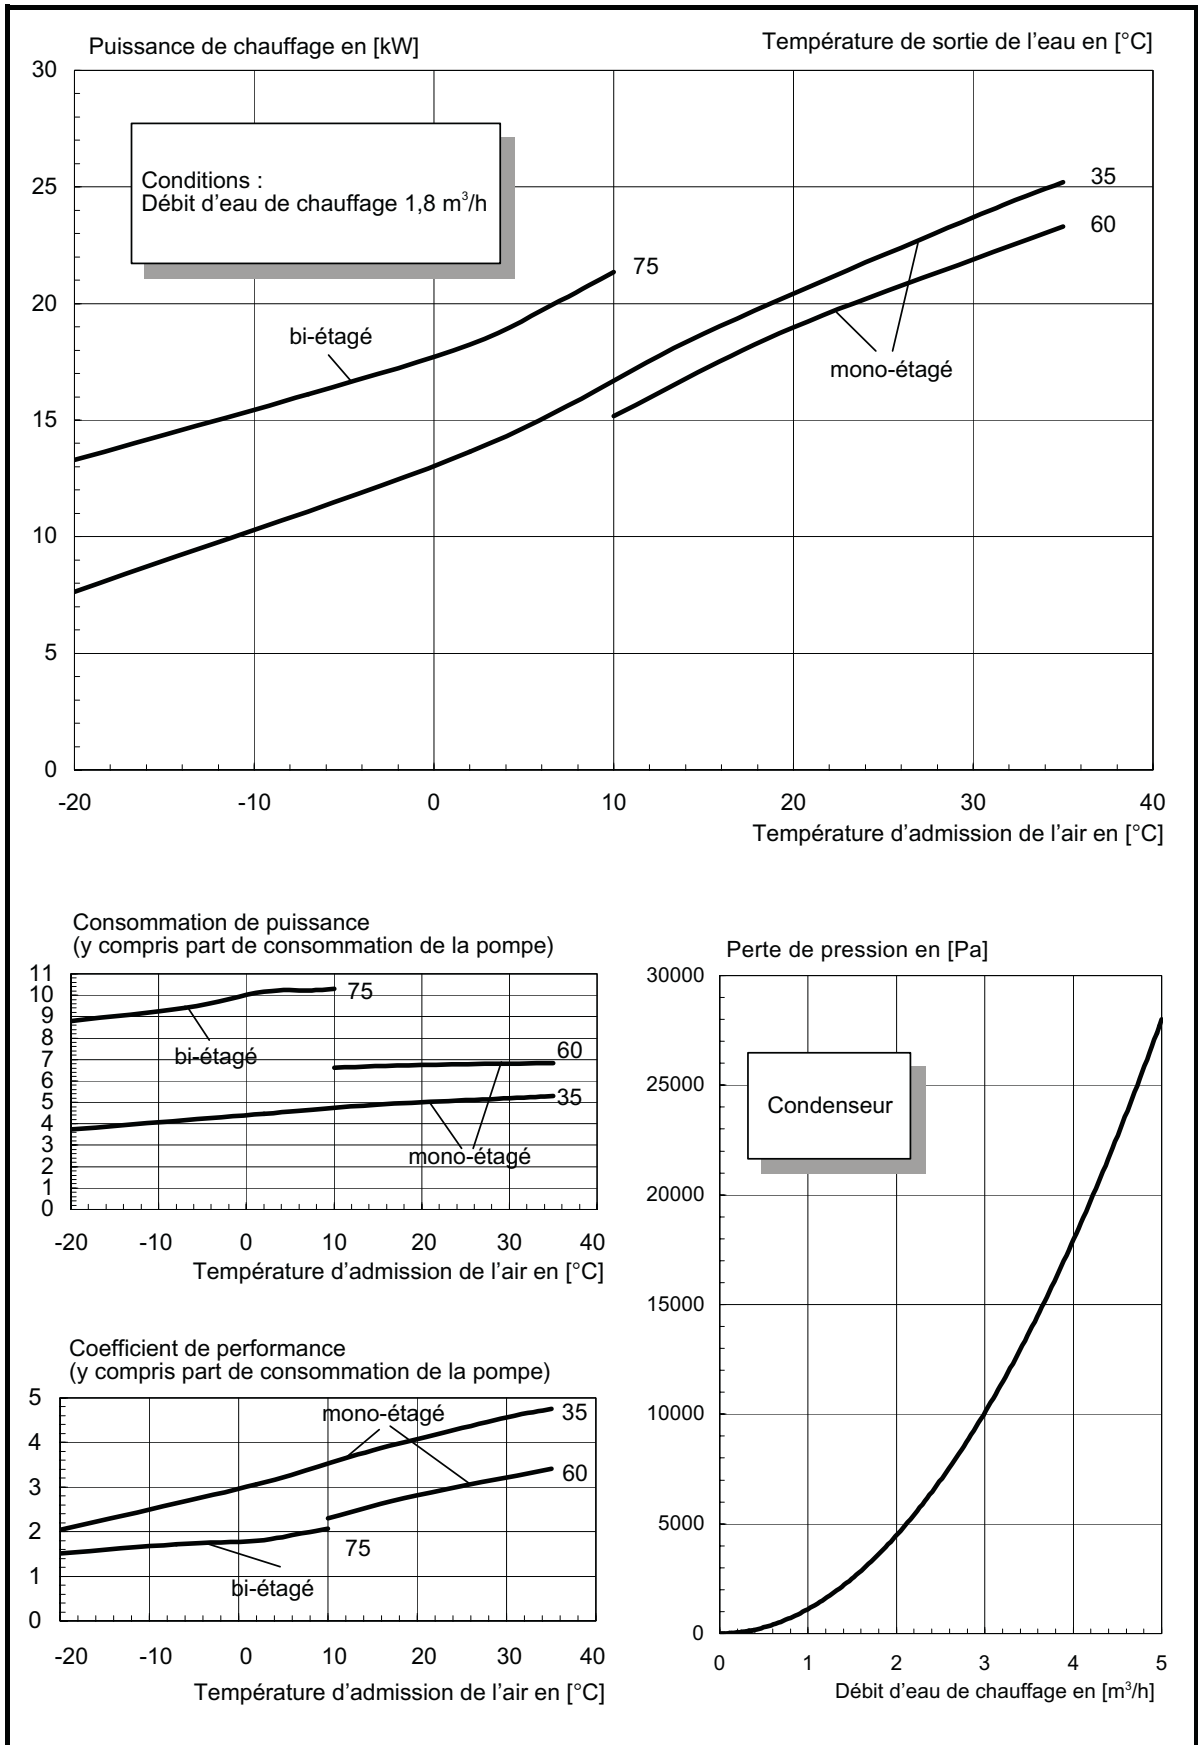 Puissance de chauffage en [kW]
Température de sortie de l'eau en [°C]
30
25
20
15
10
5
0
Conditions :
Débit d'eau de chauffage 1,8 m³/h
35
60
75
bi-étagé
mono-étagé
-20 -10 0 10 20 30 40
Température d'admission de l'air en [°C]
Consommation de puissance
(y compris part de consommation de la pompe)
11
10
9
8
7
6
5
4
3
2
1
0
75
bi-étagé
60
35
mono-étagé
-20 -10 0 10 20 30 40
Température d'admission de l'air en [°C]
Coefficient de performance
(y compris part de consommation de la pompe)
5
4
3
2
1
0
mono-étagé
35
60
75
bi-étagé
-20 -10 0 10 20 30 40
Température d'admission de l'air en [°C]
Perte de pression en [Pa]
30000
25000
20000
15000
10000
5000
0
Condenseur
0 1 2 3 4 5
Débit d'eau de chauffage en [m³/h]